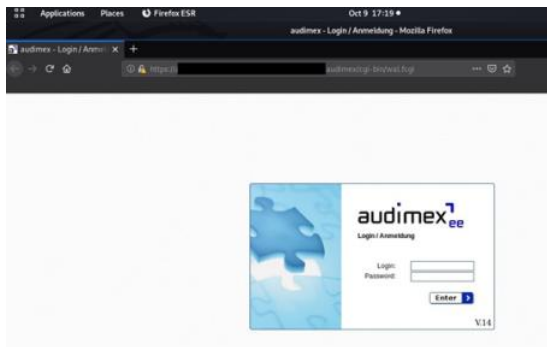 Applications Places Firefox ESR Oct 9 17:19
audimex - Login / Anmeldung - Mozilla Firefox
audimex - Login / Anmel
https://
audimex/cgi-bin/wal.fcgi
audimex ee
Login / Anmeldung
Login:
Password:
Enter
V.14